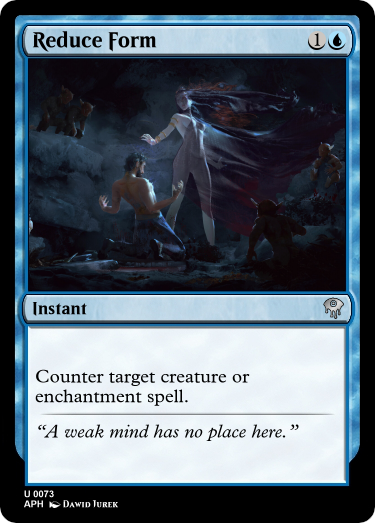 Reduce Form 1
Instant
Counter target creature or
enchantment spell.
“A weak mind has no place here.”
U 0073
APH Dawid Jurek